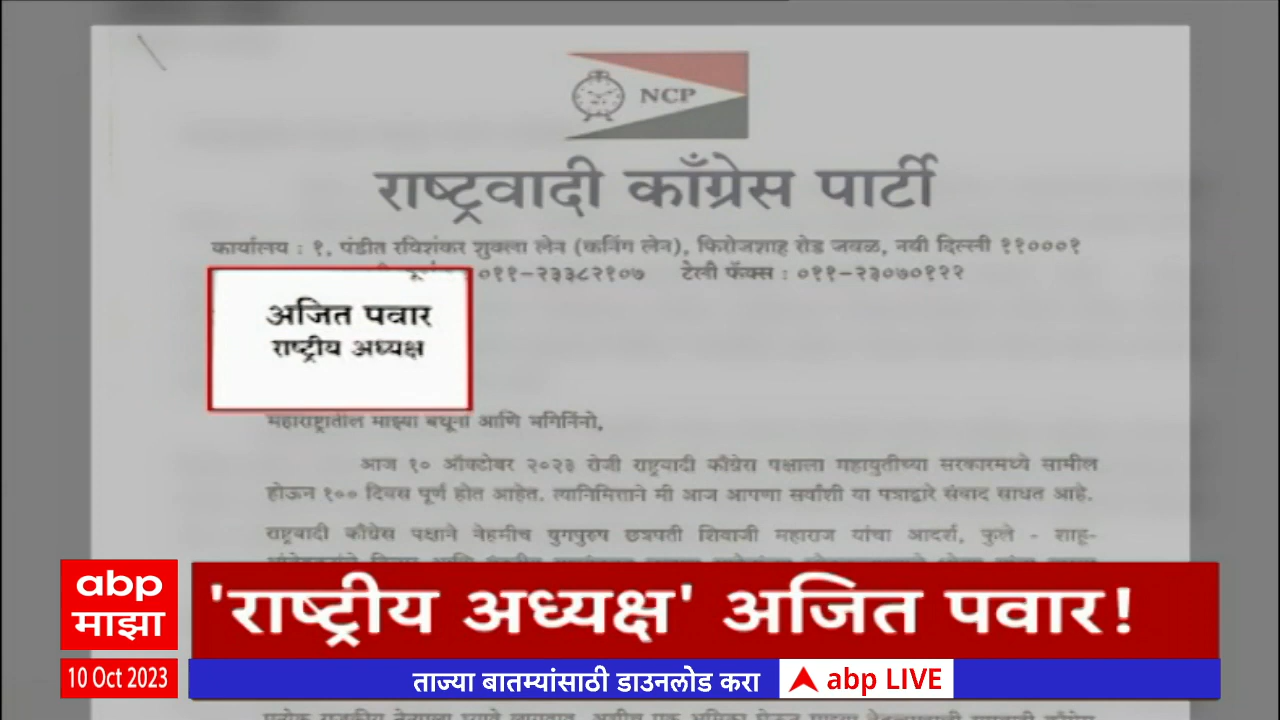 NCP
राष्ट्रवादी काँग्रेस पार्टी
कार्यालय : १, पंडीत रविशंकर शुक्ला लेन (कनिंग लेन), फिरोजशाह रोड जवळ, नवी दिल्ली ११०००१
०११-२३३८२१०७ टेली फॅक्स : ०११-२३०७०१२२
अजित पवार
राष्ट्रीय अध्यक्ष
महाराष्ट्रातील माझ्या बंधूनो आणि भगिनिंनो,
आज १० ऑक्टोबर २०२३ रोजी राष्ट्रवादी काँग्रेस पक्षाला महायुतीच्या सरकारमध्ये सामील
होऊन १०० दिवस पूर्ण होत आहेत. त्यानिमित्ताने मी आज आपणा सर्वांशी या पत्राद्वारे संवाद साधत आहे.
राष्ट्रवादी काँग्रेस पक्षाने नेहमीच युगपुरुष छत्रपती शिवाजी महाराज यांचा आदर्श, फुले - शाहू-
abp
माझा
'राष्ट्रीय अध्यक्ष' अजित पवार!
10 Oct 2023
ताज्या बातम्यांसाठी डाउनलोड करा
abp LIVE